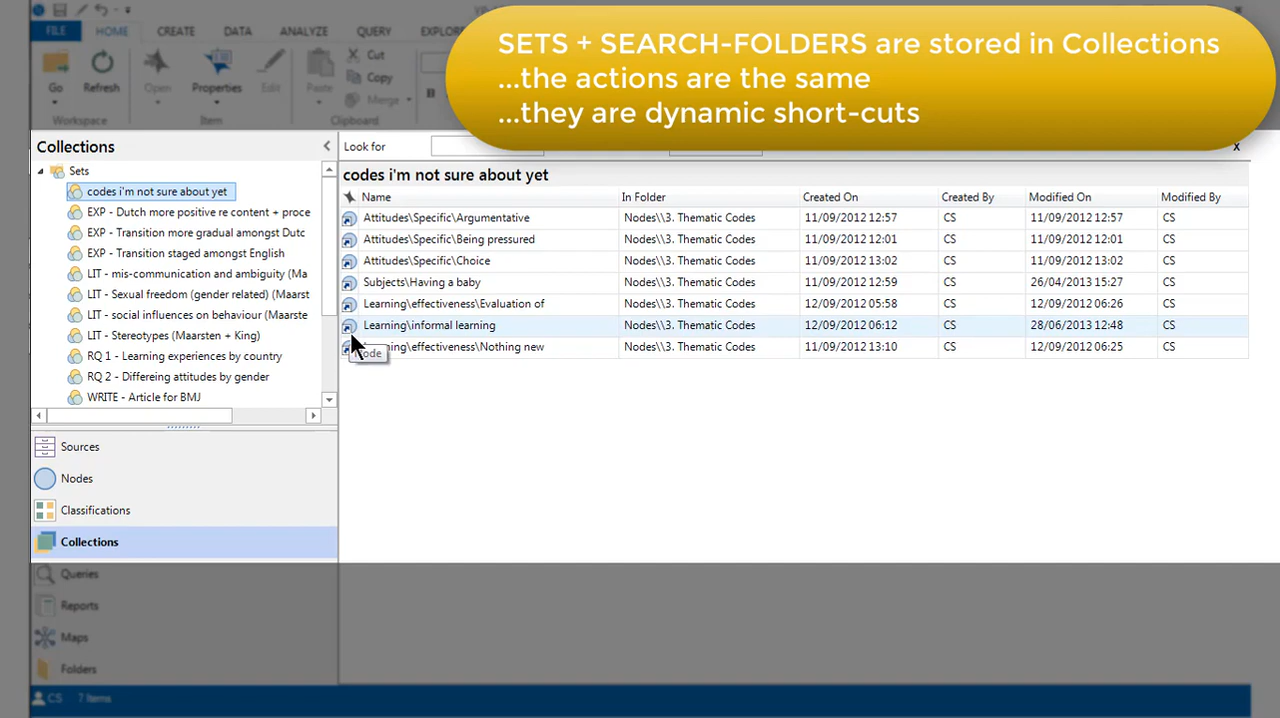 SETS + SEARCH-FOLDERS are stored in Collections
...the actions are the same
...they are dynamic short-cuts
FILE HOME CREATE DATA ANALYZE QUERY EXPLOR
Go Refresh Open Properties Edit Paste Cut
Copy
Merge
B
Workspace Item Clipboard
Collections
Look for
x
Sets
codes i'm not sure about yet
EXP - Dutch more positive re content + proce
EXP - Transition more gradual amongst Dutc
EXP - Transition staged amongst English
LIT - mis-communication and ambiguity (Ma
LIT - Sexual freedom (gender related) (Maarst
LIT - social influences on behaviour (Maarste
LIT - Stereotypes (Maarsten + King)
RQ 1 - Learning experiences by country
RQ 2 - Differeing attitudes by gender
WRITE - Article for BMJ
Sources
Nodes
Classifications
Collections
Queries
Reports
Maps
Folders
codes i'm not sure about yet
Name In Folder Created On Created By Modified On Modified By
Attitudes\Specific\Argumentative Nodes\\3. Thematic Codes 11/09/2012 12:57 CS 11/09/2012 12:57 CS
Attitudes\Specific\Being pressured Nodes\\3. Thematic Codes 11/09/2012 12:01 CS 11/09/2013 12:01 CS
Attitudes\Specific\Choice Nodes\\3. Thematic Codes 11/09/2012 13:02 CS 11/09/2012 13:02 CS
Subjects\Having a baby Nodes\\3. Thematic Codes 11/09/2012 12:59 CS 26/04/2013 15:27 CS
Learning\effectiveness\Evaluation of Nodes\\3. Thematic Codes 12/09/2012 05:58 CS 12/09/2012 06:26 CS
Learning\informal learning Nodes\\3. Thematic Codes 12/09/2012 06:12 CS 28/06/2013 12:48 CS
ning\effectiveness\Nothing new Nodes\\3. Thematic Codes 11/09/2012 13:10 CS 12/09/2012 06:25 CS
CS 7 Items